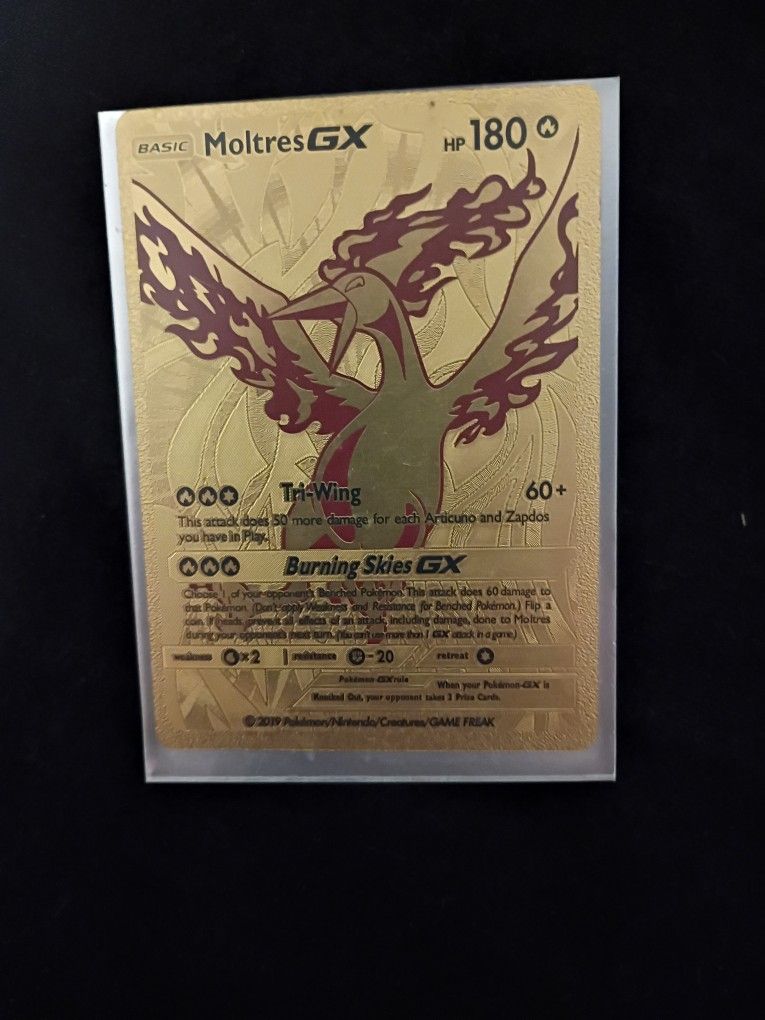 BASIC Moltres GX HP 180
Tri-Wing 60+
This attack does 50 more damage for each Articuno and Zapdos
you have in Play.
Burning Skies GX
Choose 1 of your opponent's Benched Pokémon. This attack does 60 damage to
that Pokémon. (Don't apply Weakness and Resistance for Benched Pokémon.) Flip a
coin. If heads, prevent all effects of an attack, including damage, done to Moltres
during your opponents next turn. (You can't use more than 1 GX attack in a game.)
weakness ×2 resistance -20 retreat
Pokémon-GX rule When your Pokémon-GX is
Knocked Out, your opponent takes 2 Prize Cards.
© 2019 Pokémon/Nintendo/Creatures/GAME FREAK